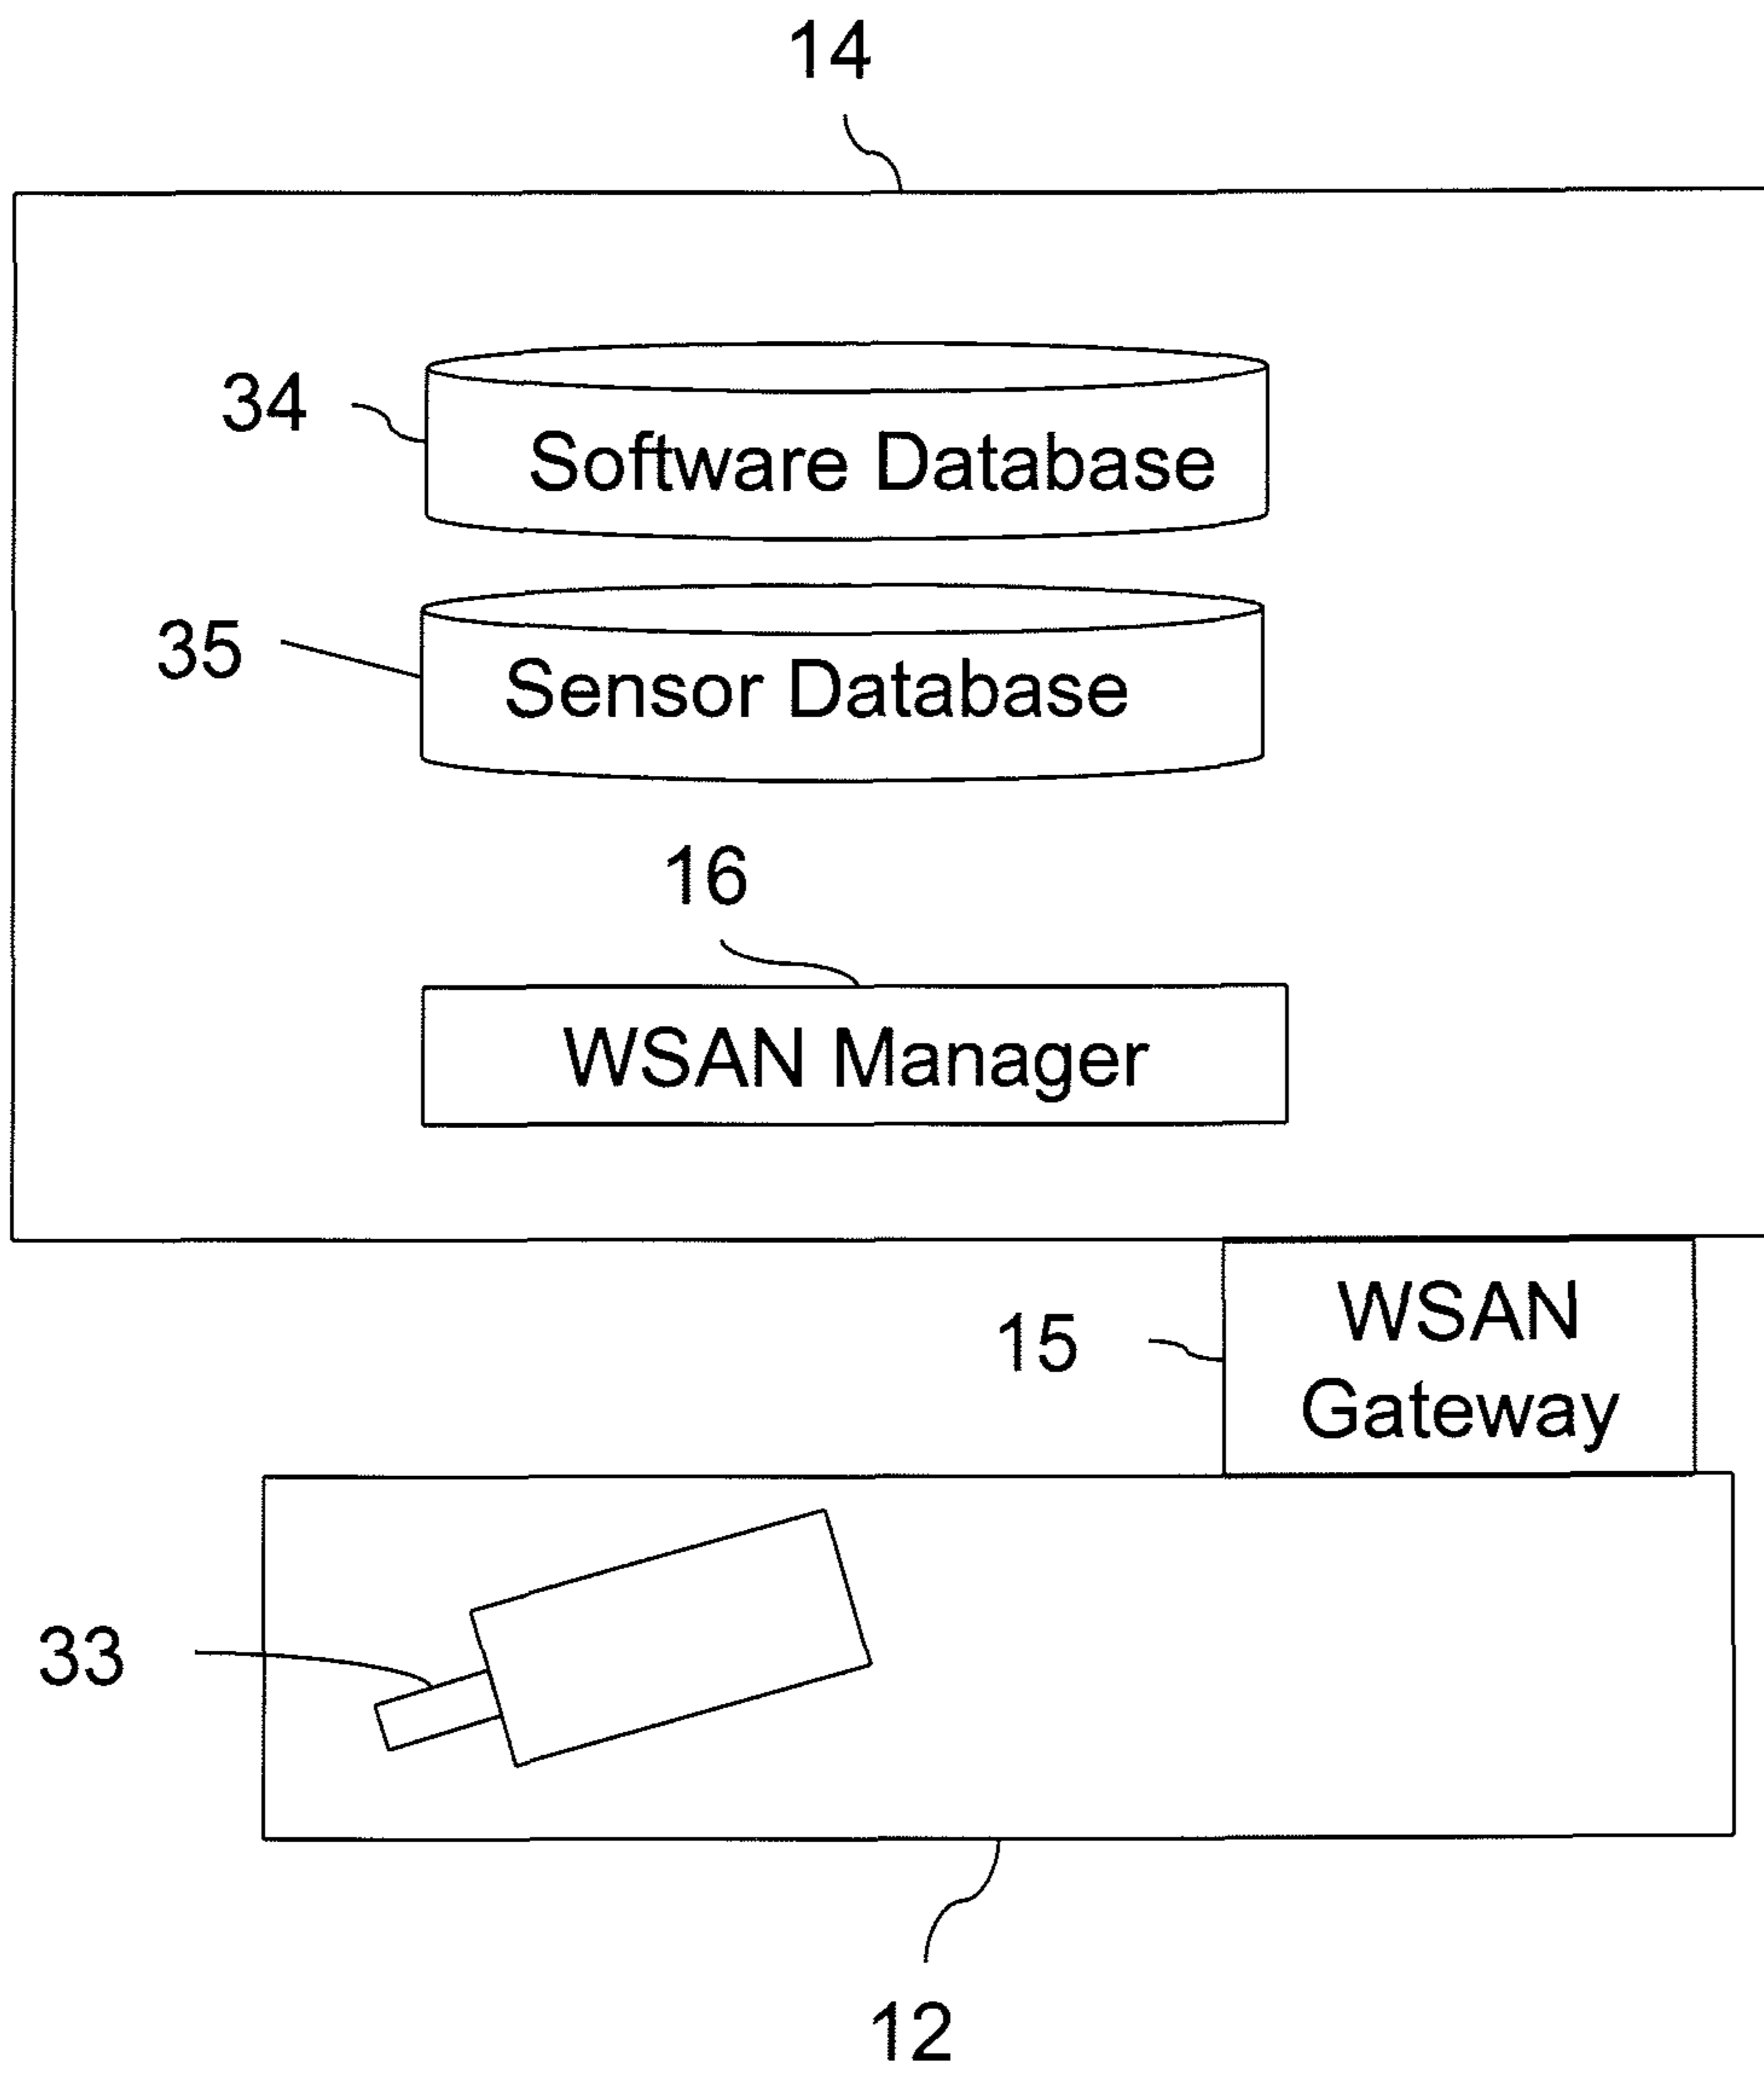 14
34
Software Database
35
Sensor Database
16
WSAN Manager
15
WSAN
Gateway
33
12